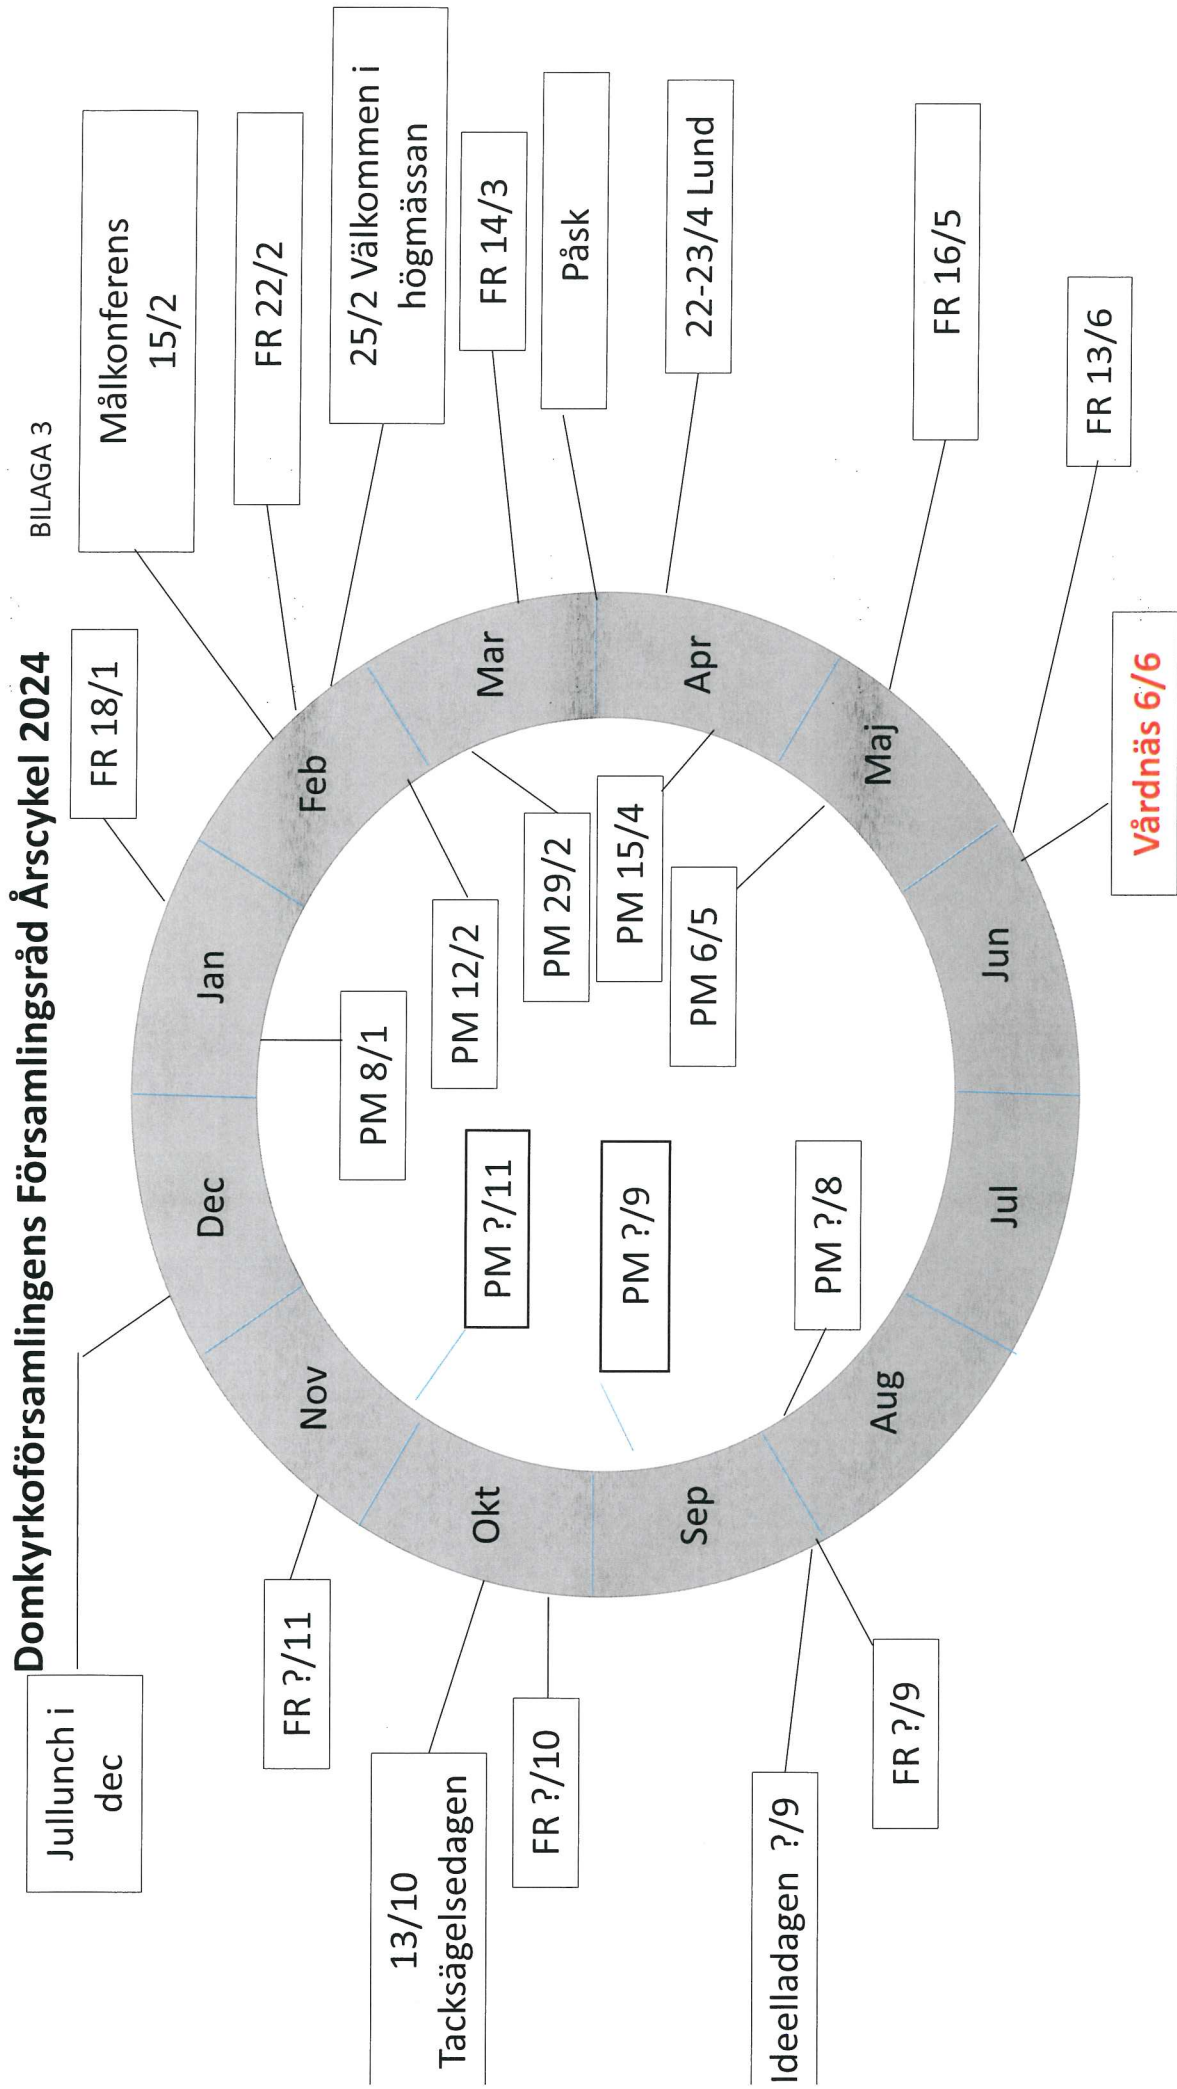 Domkyrkoförsamlingens Församlingsråd Årscykel 2024
BILAGA 3
Jullunch i
dec
FR 18/1
Målkonferens
15/2
FR 22/2
25/2 Välkommen i
högmässan
FR 14/3
Påsk
22-23/4 Lund
FR 16/5
FR 13/6
Vårdnäs 6/6
FR ?/9
Ideelladagen ?/9
FR ?/10
13/10
Tacksägelsedagen
FR ?/11
Jan
Feb
Mar
Apr
Maj
Jun
Jul
Aug
Sep
Okt
Nov
Dec
PM 8/1
PM 12/2
PM 29/2
PM 15/4
PM 6/5
PM ?/8
PM ?/9
PM ?/11